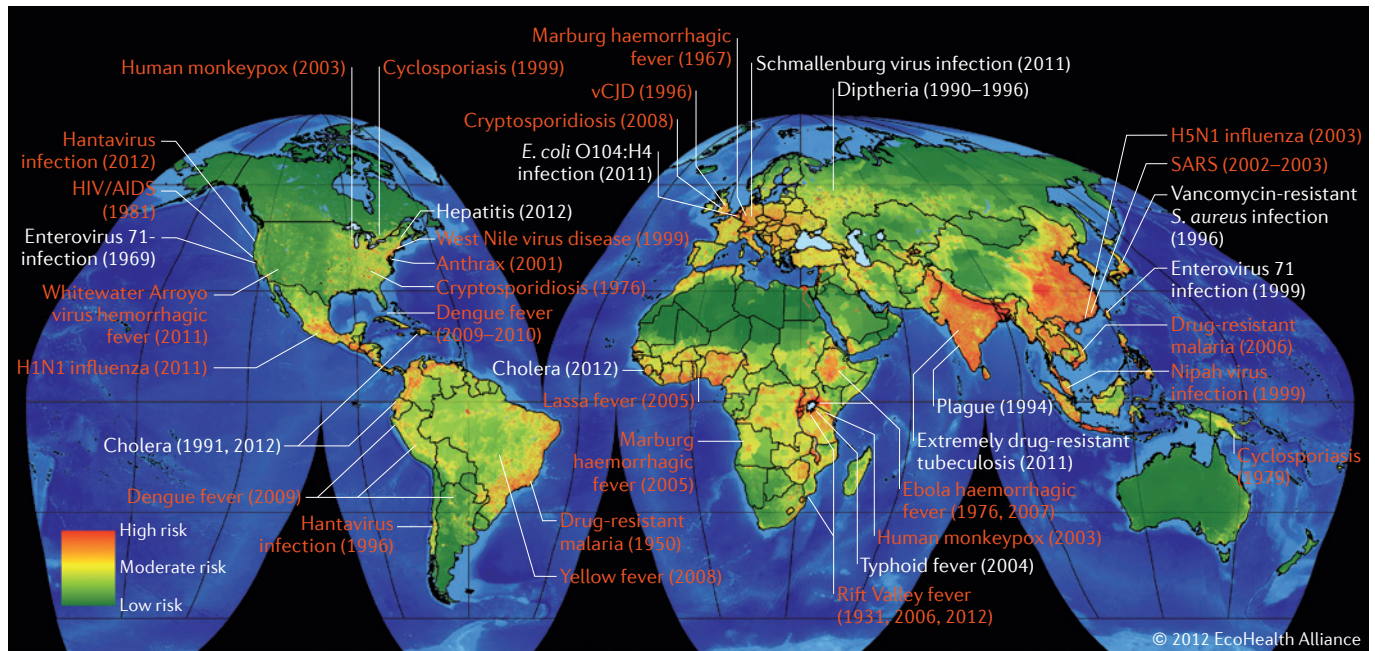 Human monkeypox (2003)
Cyclosporiasis (1999)
Marburg haemorrhagic
fever (1967)
Schmallenburg virus infection (2011)
vCJD (1996)
Diptheria (1990–1996)
Cryptosporidiosis (2008)
E. coli O104:H4
infection (2011)
Hantavirus
infection (2012)
HIV/AIDS
(1981)
Enterovirus 71-
infection (1969)
Whitewater Arroyo
virus hemorrhagic
fever (2011)
H1N1 influenza (2011)
Hepatitis (2012)
West Nile virus disease (1999)
Anthrax (2001)
Cryptosporidiosis (1976)
Dengue fever
(2009–2010)
H5N1 influenza (2003)
SARS (2002–2003)
Vancomycin-resistant
S. aureus infection
(1996)
Enterovirus 71
infection (1999)
Drug-resistant
malaria (2006)
Nipah virus
infection (1999)
Cholera (2012)
Lassa fever (2005)
Plague (1994)
Cholera (1991, 2012)
Marburg
haemorrhagic
fever (2005)
Extremely drug-resistant
tubeculosis (2011)
Cyclosporiasis
(1979)
Dengue fever (2009)
Ebola haemorrhagic
fever (1976, 2007)
Hantavirus
infection (1996)
Drug-resistant
malaria (1950)
Human monkeypox (2003)
Typhoid fever (2004)
Yellow fever (2008)
Rift Valley fever
(1931, 2006, 2012)
High risk
Moderate risk
Low risk
© 2012 EcoHealth Alliance